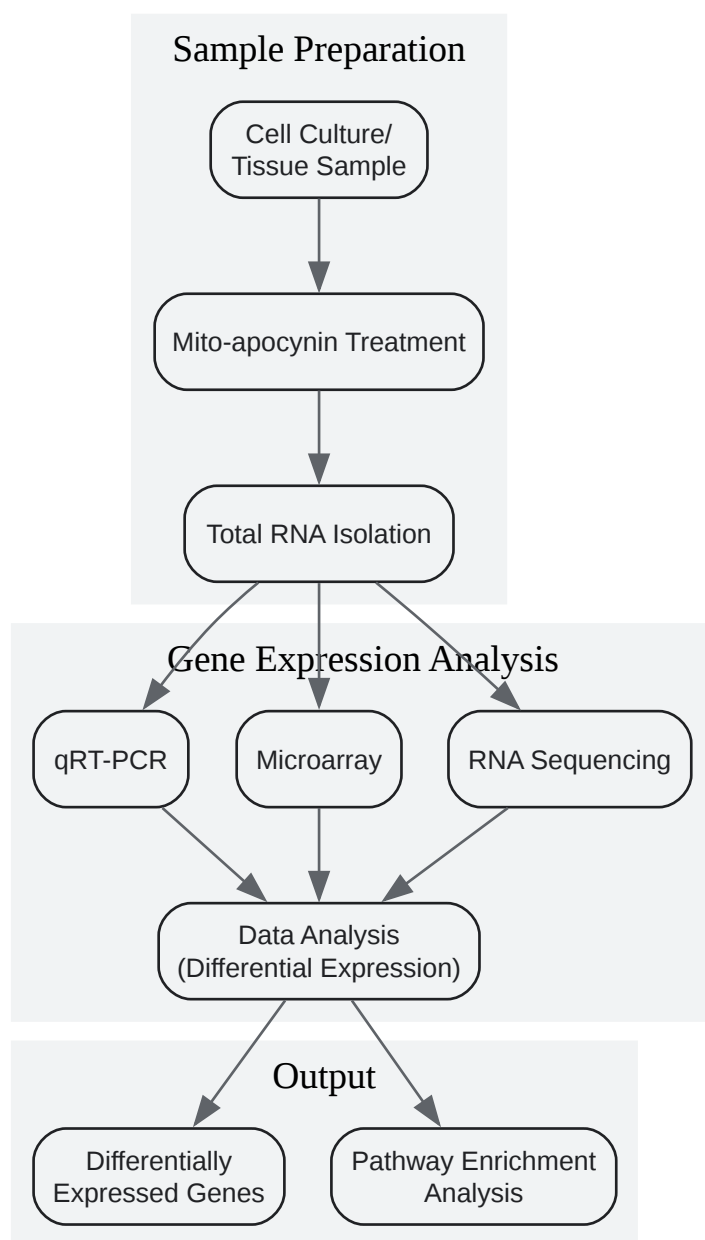 Sample Preparation
Cell Culture/
Tissue Sample
Mito-apocynin Treatment
Total RNA Isolation
Gene Expression Analysis
qRT-PCR
Microarray
RNA Sequencing
Data Analysis
(Differential Expression)
Output
Differentially
Expressed Genes
Pathway Enrichment
Analysis